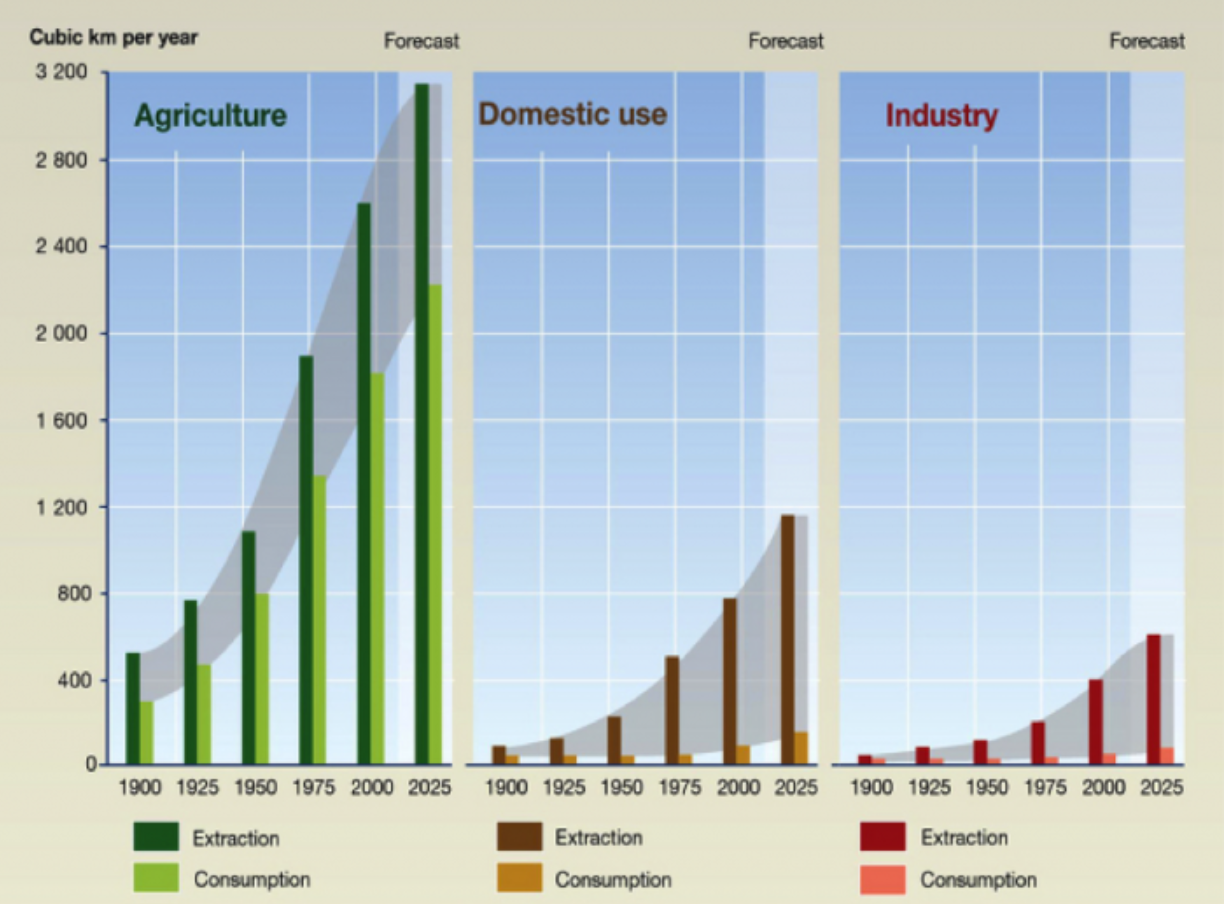 Cubic km per year
Forecast Forecast Forecast
3 200
Agriculture Domestic use Industry
2 800
2 400
2 000
1 600
1 200
800
400
0
1900 1925 1950 1975 2000 2025 1900 1925 1950 1975 2000 2025 1900 1925 1950 1975 2000 2025
Extraction Extraction Extraction
Consumption Consumption Consumption